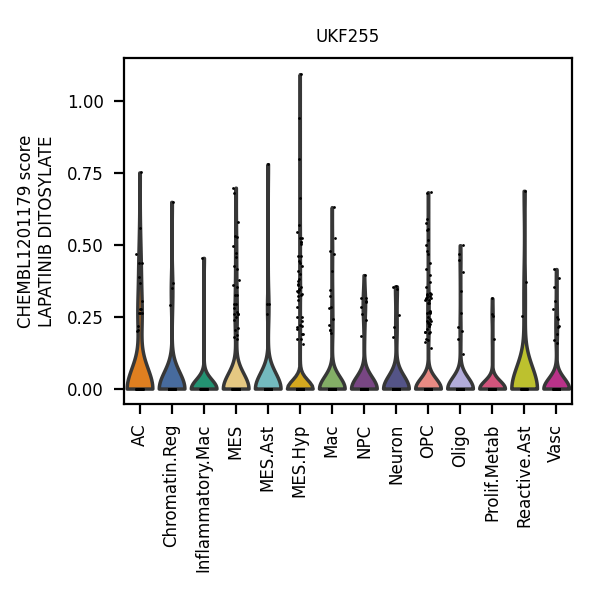 UKF255
CHEMBL1201179 score
LAPATINIB DITOSYLATE
1.00
0.75
0.50
0.25
0.00
AC
Chromatin.Reg
Inflammatory.Mac
MES
MES.Ast
MES.Hyp
Mac
NPC
Neuron
OPC
Oligo
Prolif.Metab
Reactive.Ast
Vasc